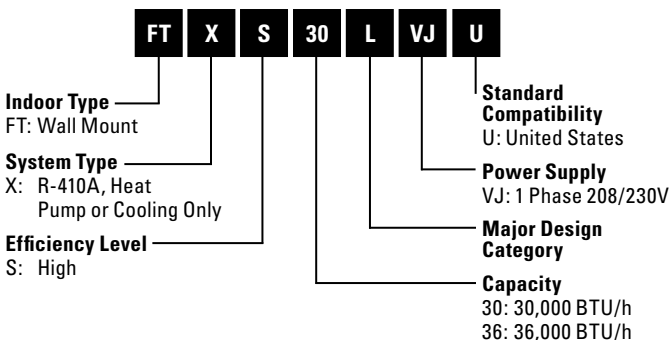 FT X S 30 L VJ U
Indoor Type
FT: Wall Mount
System Type
X: R-410A, Heat
Pump or Cooling Only
Efficiency Level
S: High
Standard
Compatibility
U: United States
Power Supply
VJ: 1 Phase 208/230V
Major Design
Category
Capacity
30: 30,000 BTU/h
36: 36,000 BTU/h